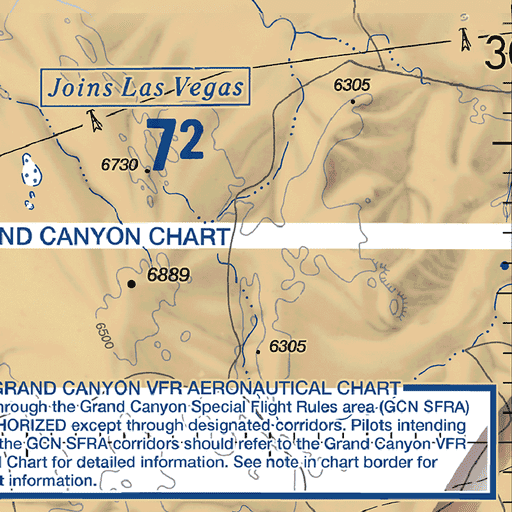 30
6305
Joins Las Vegas
72
6730
ND CANYON CHART
6889
6500
6305
GRAND CANYON VFR AERONAUTICAL CHART
hrough the Grand Canyon Special Flight Rules area (GCN SFRA)
HORIZED except through designated corridors. Pilots intending
the GCN SFRA corridors should refer to the Grand Canyon VFR
l Chart for detailed information. See note in chart border for
t information.